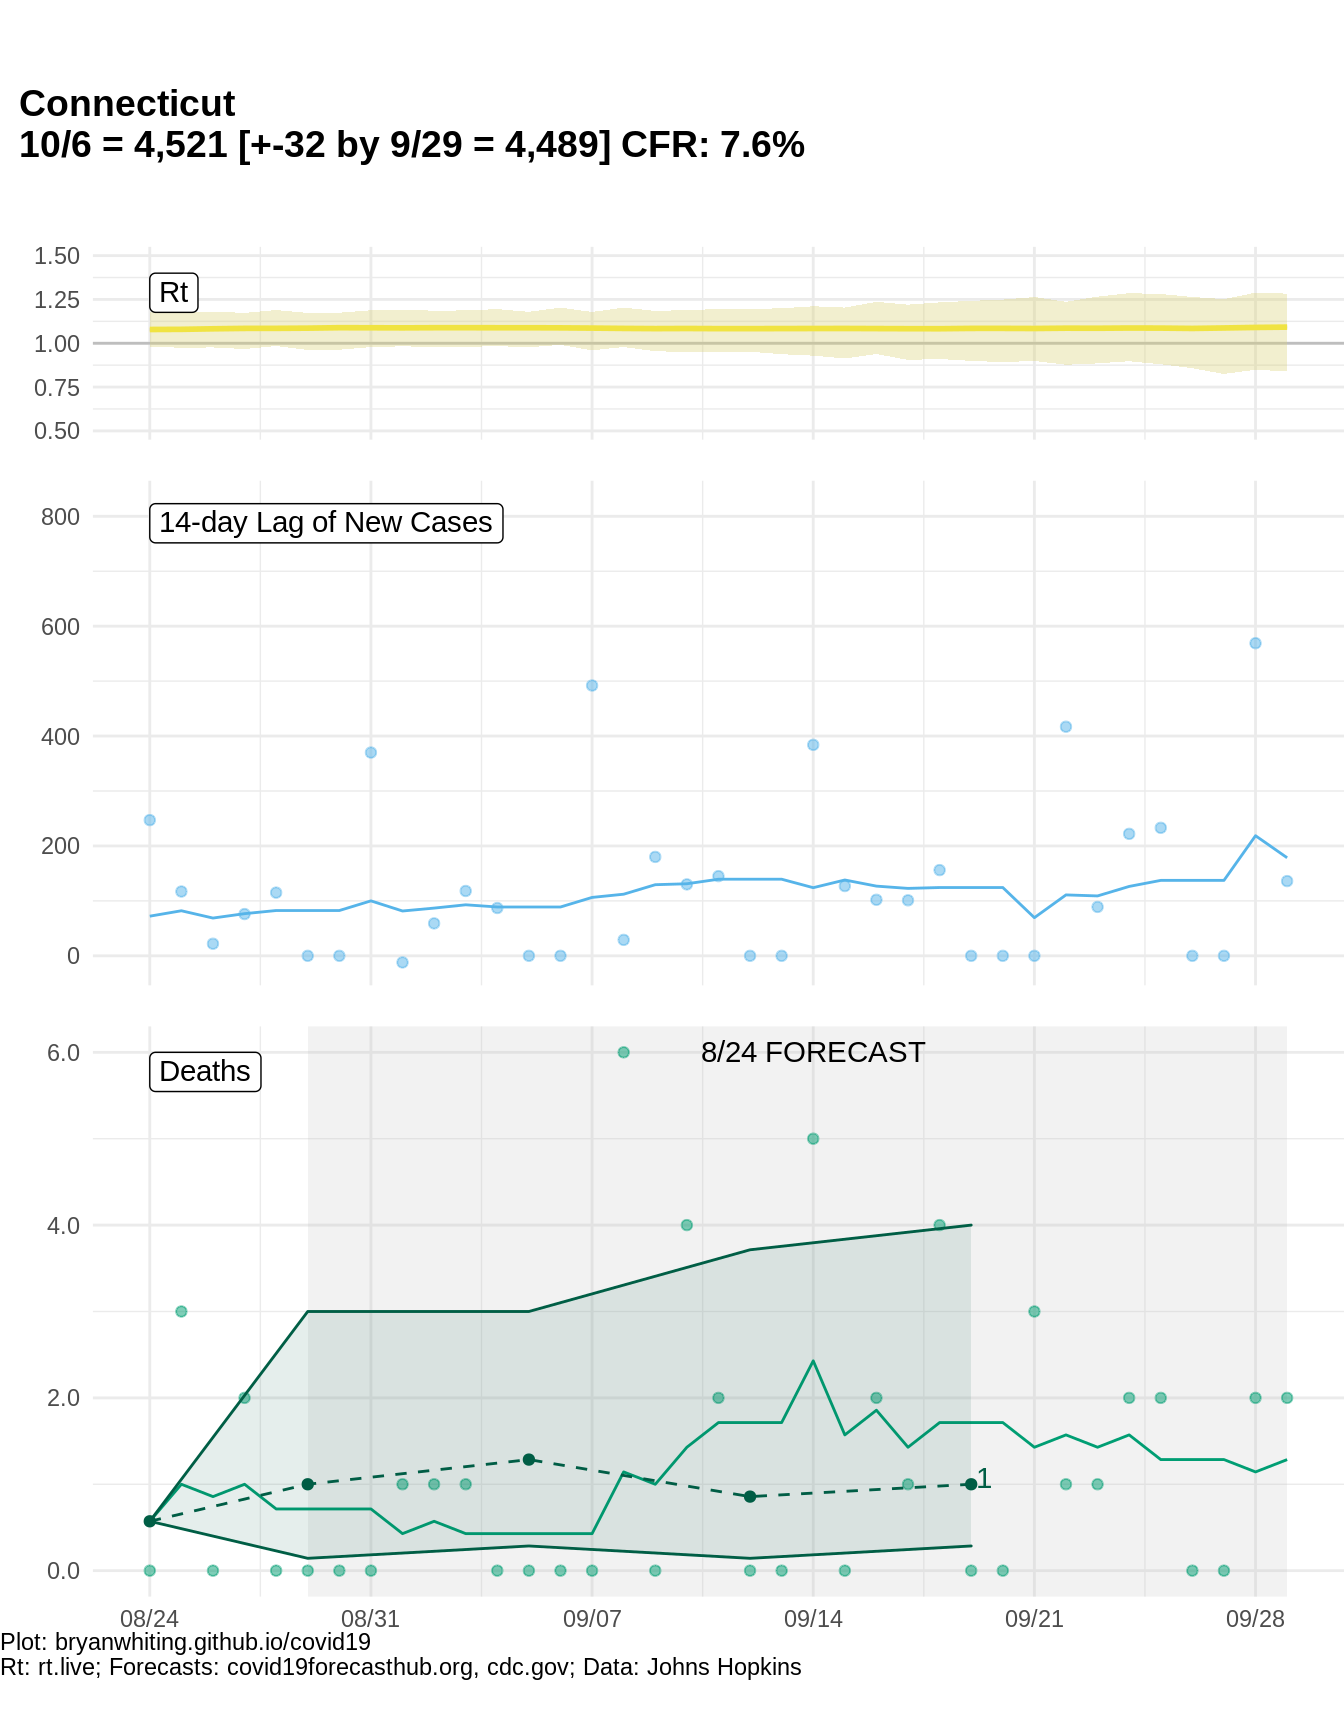 Connecticut
10/6 = 4,521 [+-32 by 9/29 = 4,489] CFR: 7.6%
1.50
Rt
1.25
1.00
0.75
0.50
14-day Lag of New Cases
800
600
400
200
0
8/24 FORECAST
6.0
Deaths
4.0
2.0
1
0.0
08/24 08/31 09/07 09/14 09/21 09/28
Plot: bryanwhiting.github.io/covid19
Rt: rt.live; Forecasts: covid19forecasthub.org, cdc.gov; Data: Johns Hopkins